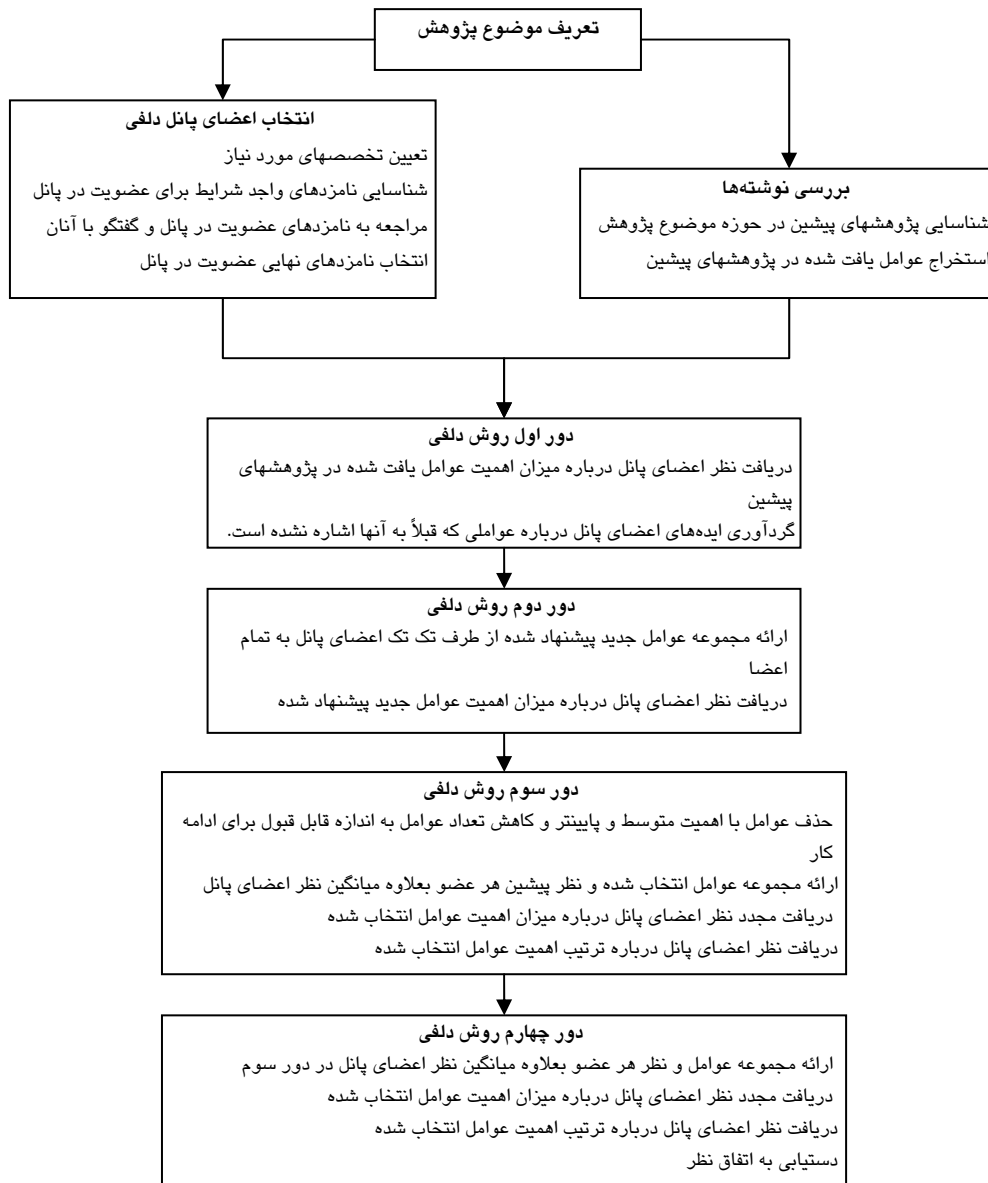 تعریف موضوع پژوهش
انتخاب اعضای پانل دلفی
تعیین تخصصهای مورد نیاز
شناسایی نامزدهای واجد شرایط برای عضویت در پانل
مراجعه به نامزدهای عضویت در پانل و گفتگو با آنان
انتخاب نامزدهای نهایی عضویت در پانل
بررسی نوشته‌ها
شناسایی پژوهشهای پیشین در حوزه موضوع پژوهش
استخراج عوامل یافت شده در پژوهشهای پیشین
دور اول روش دلفی
دریافت نظر اعضای پانل درباره میزان اهمیت عوامل یافت شده در پژوهشهای
پیشین
گردآوری ایده‌های اعضای پانل درباره عواملی که قبلاً به آنها اشاره نشده است.
دور دوم روش دلفی
ارائه مجموعه عوامل جدید پیشنهاد شده از طرف تک تک اعضای پانل به تمام
اعضا
دریافت نظر اعضای پانل درباره میزان اهمیت عوامل جدید پیشنهاد شده
دور سوم روش دلفی
حذف عوامل با اهمیت متوسط و پایینتر و کاهش تعداد عوامل به اندازه قابل قبول برای ادامه
کار
ارائه مجموعه عوامل انتخاب شده و نظر پیشین هر عضو بعلاوه میانگین نظر اعضای پانل
دریافت مجدد نظر اعضای پانل درباره میزان اهمیت عوامل انتخاب شده
دریافت نظر اعضای پانل درباره ترتیب اهمیت عوامل انتخاب شده
دور چهارم روش دلفی
ارائه مجموعه عوامل و نظر هر عضو بعلاوه میانگین نظر اعضای پانل در دور سوم
دریافت مجدد نظر اعضای پانل درباره میزان اهمیت عوامل انتخاب شده
دریافت نظر اعضای پانل درباره ترتیب اهمیت عوامل انتخاب شده
دستیابی به اتفاق نظر